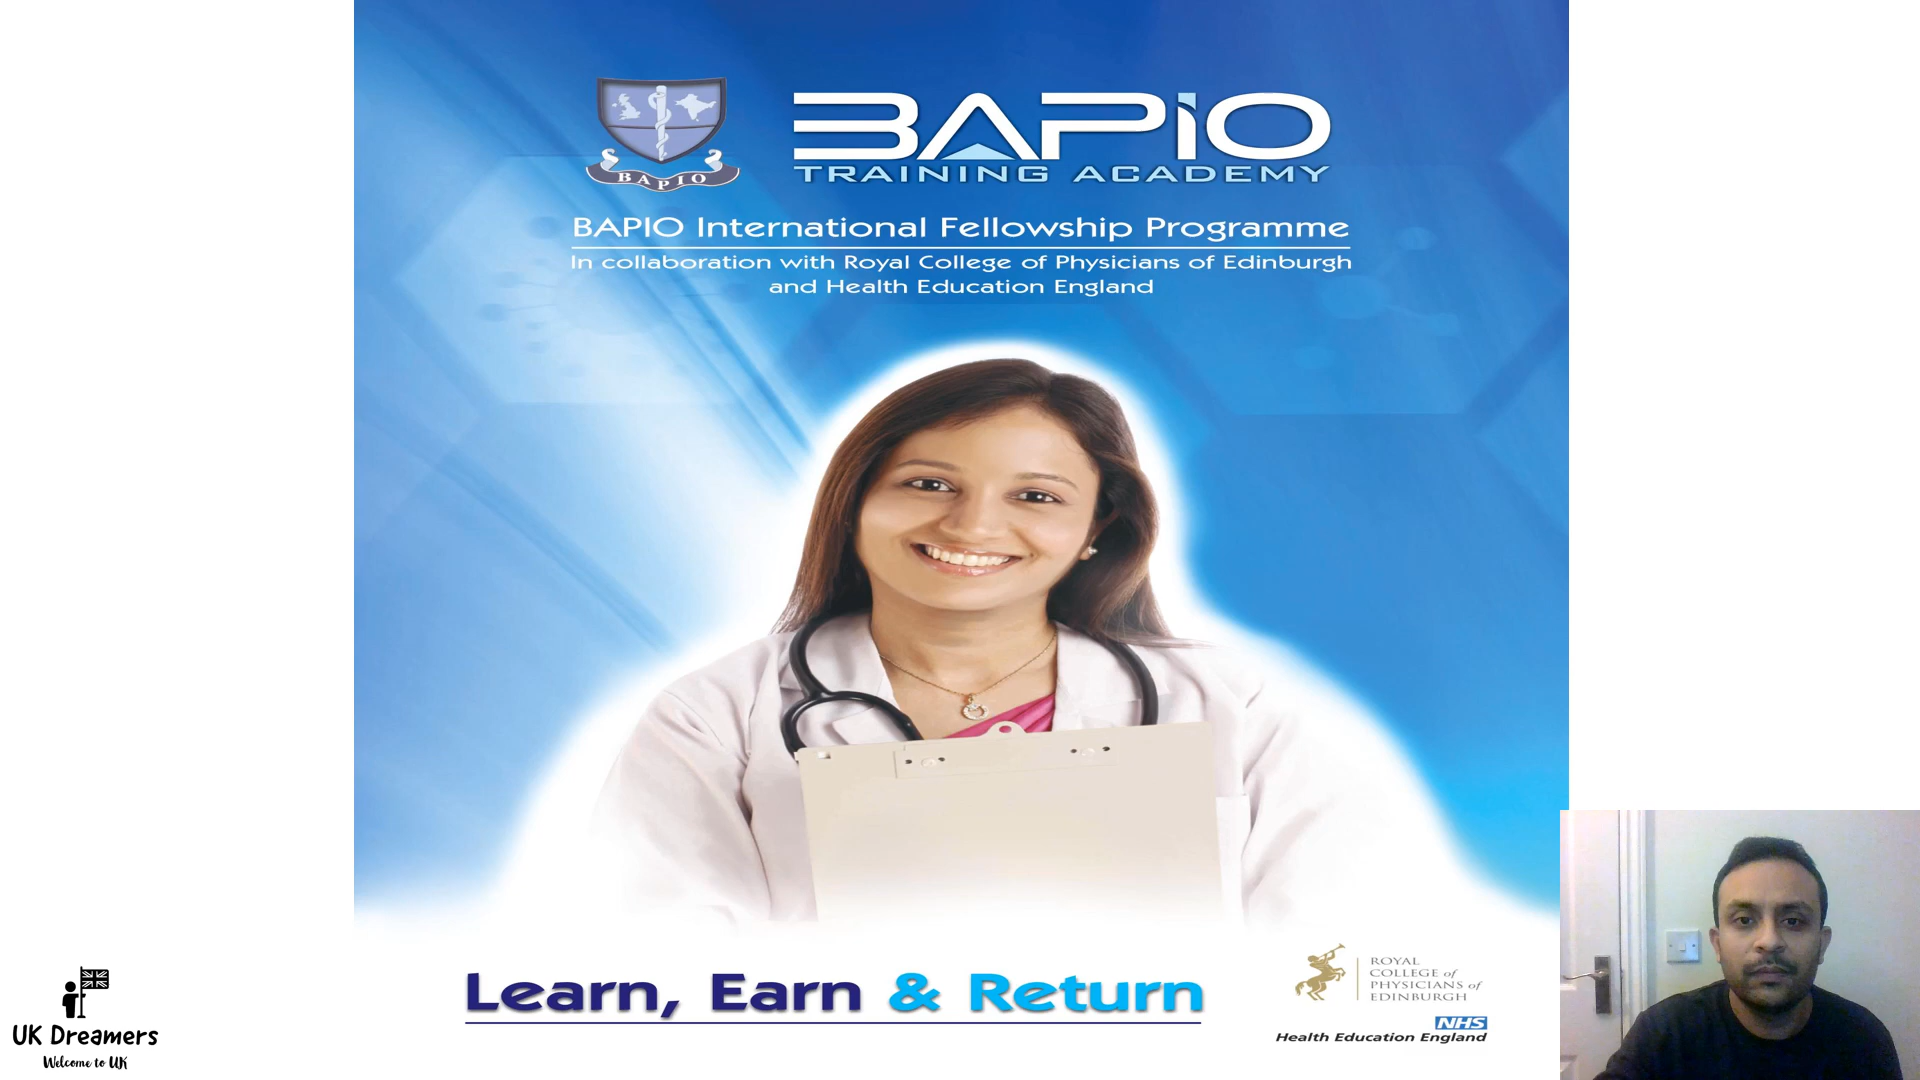 BAPIO
BAPIO
TRAINING ACADEMY
BAPIO International Fellowship Programme
In collaboration with Royal College of Physicians of Edinburgh
and Health Education England
Learn, Earn & Return
ROYAL
COLLEGE of
PHYSICIANS of
EDINBURGH
NHS
Health Education England
UK Dreamers
Welcome to UK